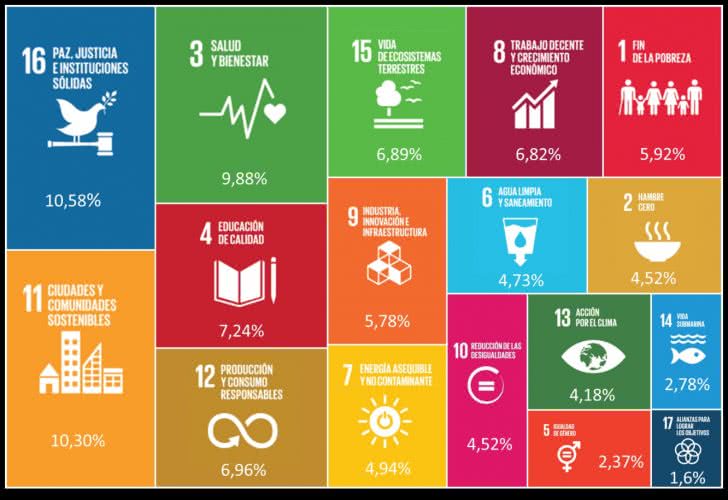 16 PAZ, JUSTICIA
E INSTITUCIONES
SÓLIDAS
10,58%
3 SALUD
Y BIENESTAR
9,88%
15 VIDA
DE ECOSISTEMAS
TERRESTRES
6,89%
8 TRABAJO DECENTE
Y CRECIMIENTO
ECONÓMICO
6,82%
1 FIN
DE LA POBREZA
5,92%
11 CIUDADES Y
COMUNIDADES
SOSTENIBLES
10,30%
4 EDUCACIÓN
DE CALIDAD
7,24%
12 PRODUCCIÓN
Y CONSUMO
RESPONSABLES
6,96%
9 INDUSTRIA,
INNOVACIÓN E
INFRAESTRUCTURA
5,78%
7 ENERGÍA ASEQUIBLE
Y NO CONTAMINANTE
4,94%
6 AGUA LIMPIA
Y SANEAMIENTO
4,73%
2 HAMBRE
CERO
4,52%
10 REDUCCIÓN DE LAS
DESIGUALDADES
4,52%
13 ACCIÓN
POR EL CLIMA
4,18%
14 VIDA
SUBMARINA
2,78%
5 IGUALDAD
DE GÉNERO
2,37%
17 ALIANZAS PARA
LOGRAR
LOS OBJETIVOS
1,6%